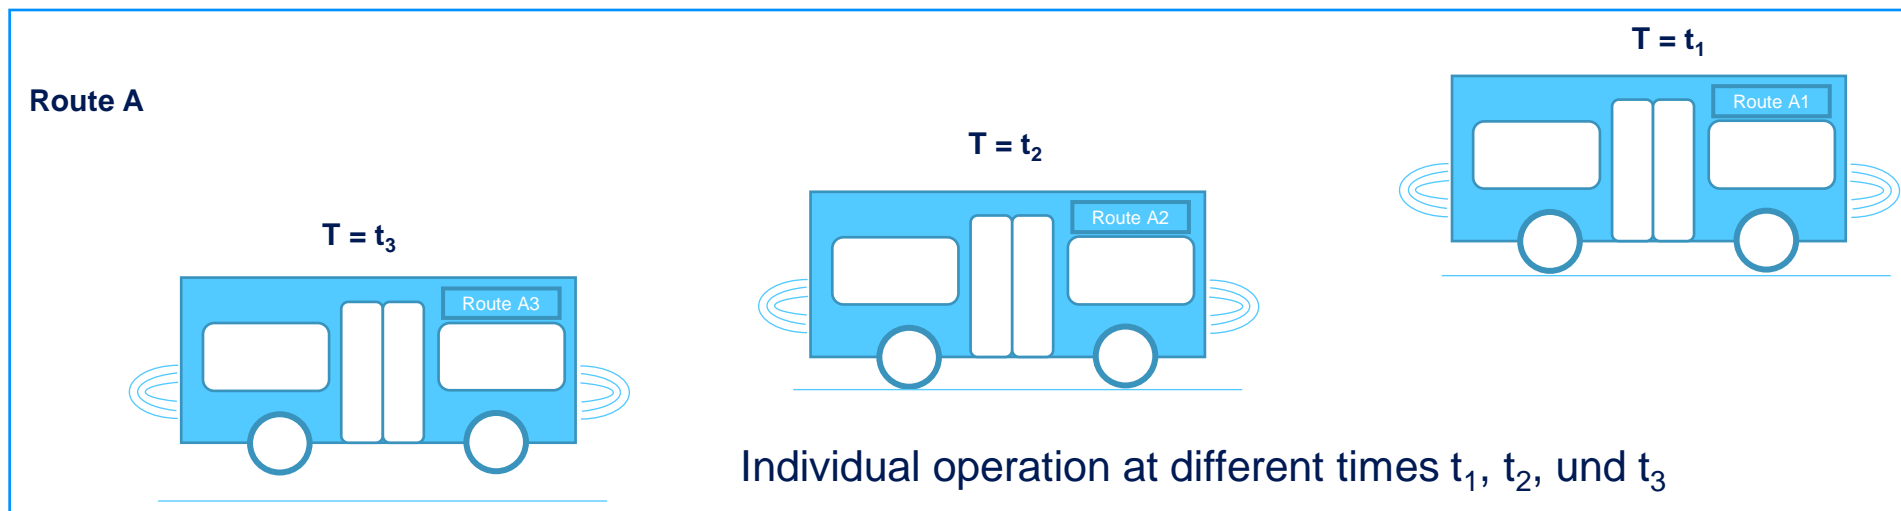 T = t₁
Route A
Route A1
T = t₂
Route A2
T = t₃
Route A3
Individual operation at different times t₁, t₂, und t₃